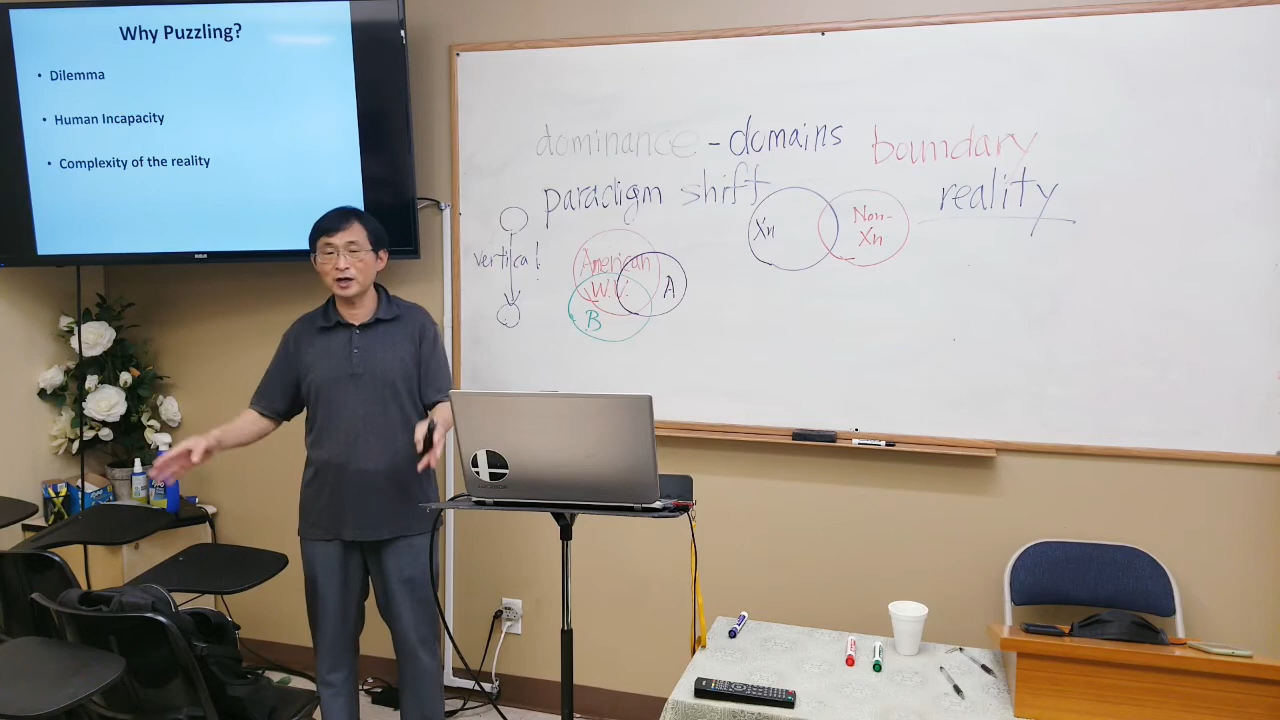 Why Puzzling?
• Dilemma
• Human Incapacity
• Complexity of the reality
RCA
dominance - domains boundary
paradigm shift
reality
Xn
Non-
Xn
vertical
American
W.V.
A
B